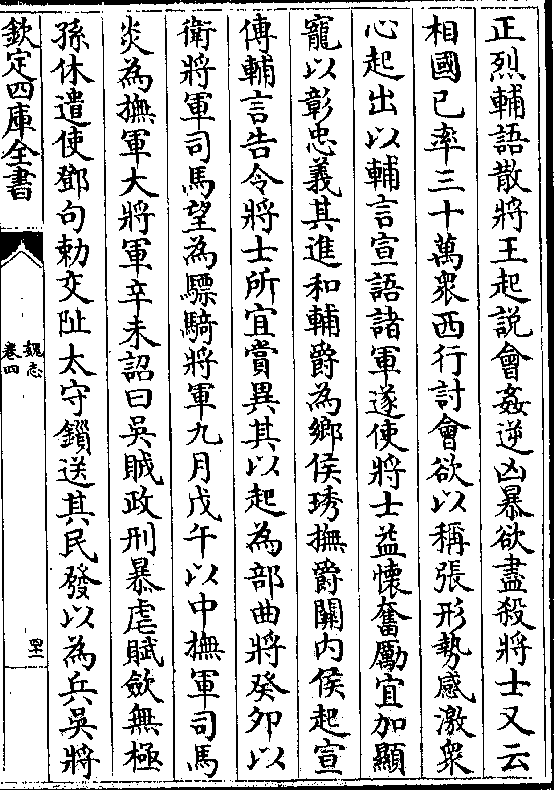 正烈輔語散將王起說會姦逆凶暴欲盡殺將士又云
相國已率三十萬衆西行討會欲以稱張形勢感激衆
心起出以輔言宣語諸軍遂使將士益懷奮勵宜加顯
寵以彰忠義其進和輔爵為鄉侯琇撫爵關内侯起宣
傳輔言告令將士所宜賞異其以起為部曲將癸卯以
衛將軍司馬望為驃騎將軍九月戊午以中撫軍司馬
炎為撫軍大將軍辛未詔曰吳賊政刑暴虐賦斂無極
孫休遣使鄧句勅交阯太守鎻送其民發以為兵吳將
欽定四庫全書
魏志
卷四